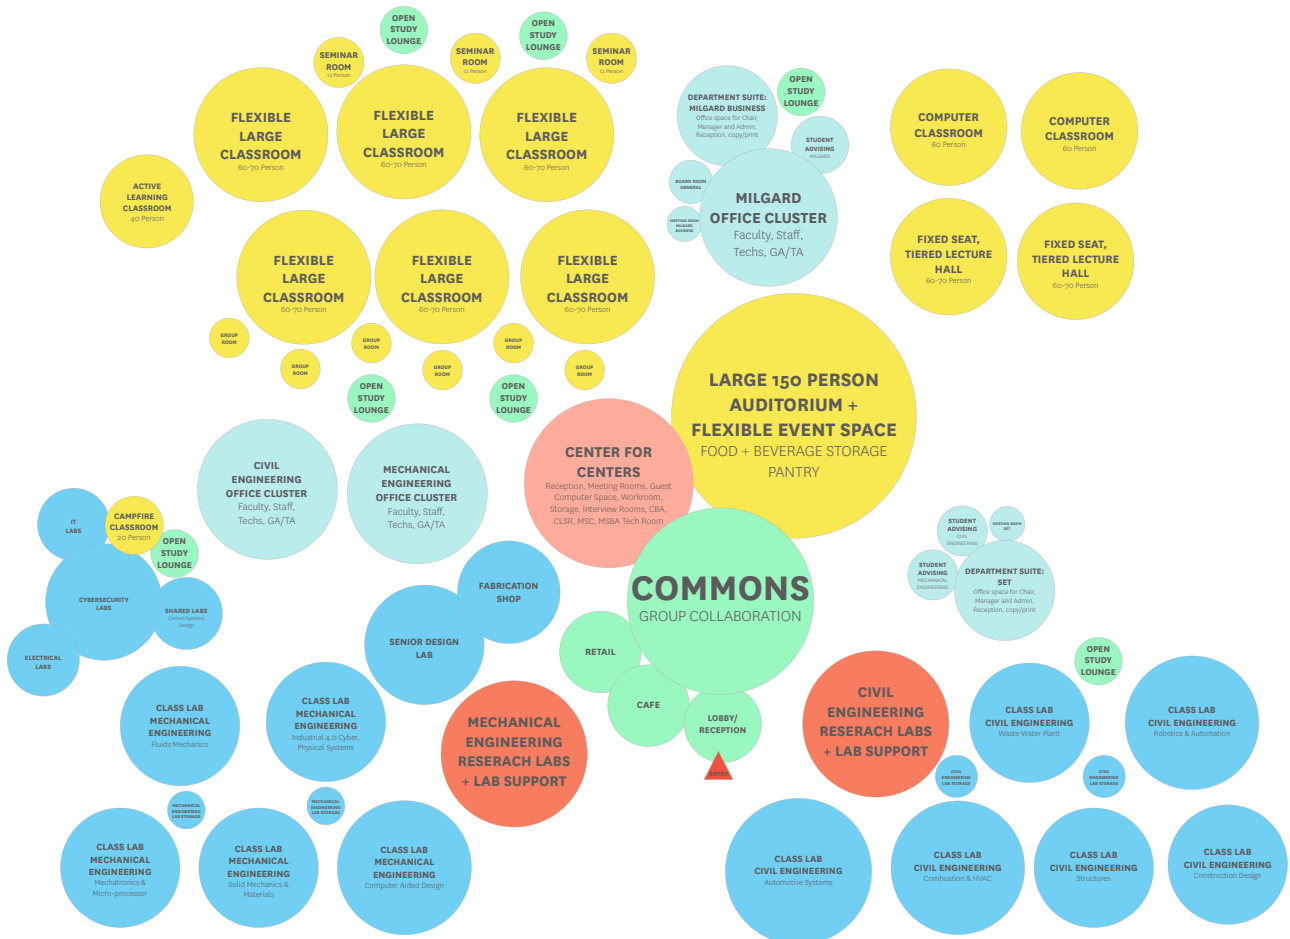 OPEN
STUDY
LOUNGE
OPEN
STUDY
LOUNGE
SEMINAR
ROOM
12 Person
SEMINAR
ROOM
12 Person
SEMINAR
ROOM
12 Person
FLEXIBLE
LARGE
CLASSROOM
60-70 Person
FLEXIBLE
LARGE
CLASSROOM
60-70 Person
FLEXIBLE
LARGE
CLASSROOM
60-70 Person
ACTIVE
LEARNING
CLASSROOM
40 Person
FLEXIBLE
LARGE
CLASSROOM
60-70 Person
FLEXIBLE
LARGE
CLASSROOM
60-70 Person
FLEXIBLE
LARGE
CLASSROOM
60-70 Person
GROUP
ROOM
GROUP
ROOM
GROUP
ROOM
GROUP
ROOM
GROUP
ROOM
GROUP
ROOM
OPEN
STUDY
LOUNGE
OPEN
STUDY
LOUNGE
DEPARTMENT SUITE:
MILGARD BUSINESS
Office space for Chair,
Manager and Admin,
Reception, copy/print
OPEN
STUDY
LOUNGE
STUDENT
ADVISING
MILGARD
BOARD ROOM
GENERAL
MEETING ROOM
MILGARD
BUSINESS
MILGARD
OFFICE CLUSTER
Faculty, Staff,
Techs, GA/TA
COMPUTER
CLASSROOM
60 Person
COMPUTER
CLASSROOM
60 Person
FIXED SEAT,
TIERED LECTURE
HALL
60-70 Person
FIXED SEAT,
TIERED LECTURE
HALL
60-70 Person
LARGE 150 PERSON
AUDITORIUM +
FLEXIBLE EVENT SPACE
FOOD + BEVERAGE STORAGE
PANTRY
CENTER FOR
CENTERS
Reception, Meeting Rooms, Guest
Computer Space, Workroom,
Storage, Interview Rooms, CBA,
CLSR, MSC, MSBA Tech Room
CIVIL
ENGINEERING
OFFICE CLUSTER
Faculty, Staff,
Techs, GA/TA
MECHANICAL
ENGINEERING
OFFICE CLUSTER
Faculty, Staff,
Techs, GA/TA
IT
LABS
CAMPFIRE
CLASSROOM
20 Person
OPEN
STUDY
LOUNGE
CYBERSECURITY
LABS
SHARED LABS
Control Systems
Design
ELECTRICAL
LABS
FABRICATION
SHOP
SENIOR DESIGN
LAB
COMMONS
GROUP COLLABORATION
RETAIL
CAFE
LOBBY/
RECEPTION
ENTRY
STUDENT
ADVISING
CIVIL
ENGINEERING
MEETING ROOM
SET
STUDENT
ADVISING
MECHANICAL
ENGINEERING
DEPARTMENT SUITE:
SET
Office space for Chair,
Manager and Admin,
Reception, copy/print
OPEN
STUDY
LOUNGE
CLASS LAB
MECHANICAL
ENGINEERING
Fluids Mechanics
CLASS LAB
MECHANICAL
ENGINEERING
Industrial 4.0 Cyber,
Physical Systems
MECHANICAL
ENGINEERING
RESERACH LABS
+ LAB SUPPORT
CIVIL
ENGINEERING
RESERACH LABS
+ LAB SUPPORT
CLASS LAB
CIVIL ENGINEERING
Waste Water Plant
CLASS LAB
CIVIL ENGINEERING
Robotics & Automation
MECHANICAL
ENGINEERING
LAB STORAGE
MECHANICAL
ENGINEERING
LAB STORAGE
CIVIL
ENGINEERING
LAB STORAGE
CIVIL
ENGINEERING
LAB STORAGE
CLASS LAB
MECHANICAL
ENGINEERING
Mechatronics &
Micro-processor
CLASS LAB
MECHANICAL
ENGINEERING
Solid Mechanics &
Materials
CLASS LAB
MECHANICAL
ENGINEERING
Computer Aided Design
CLASS LAB
CIVIL ENGINEERING
Automotive Systems
CLASS LAB
CIVIL ENGINEERING
Combustion & HVAC
CLASS LAB
CIVIL ENGINEERING
Structures
CLASS LAB
CIVIL ENGINEERING
Construction Design